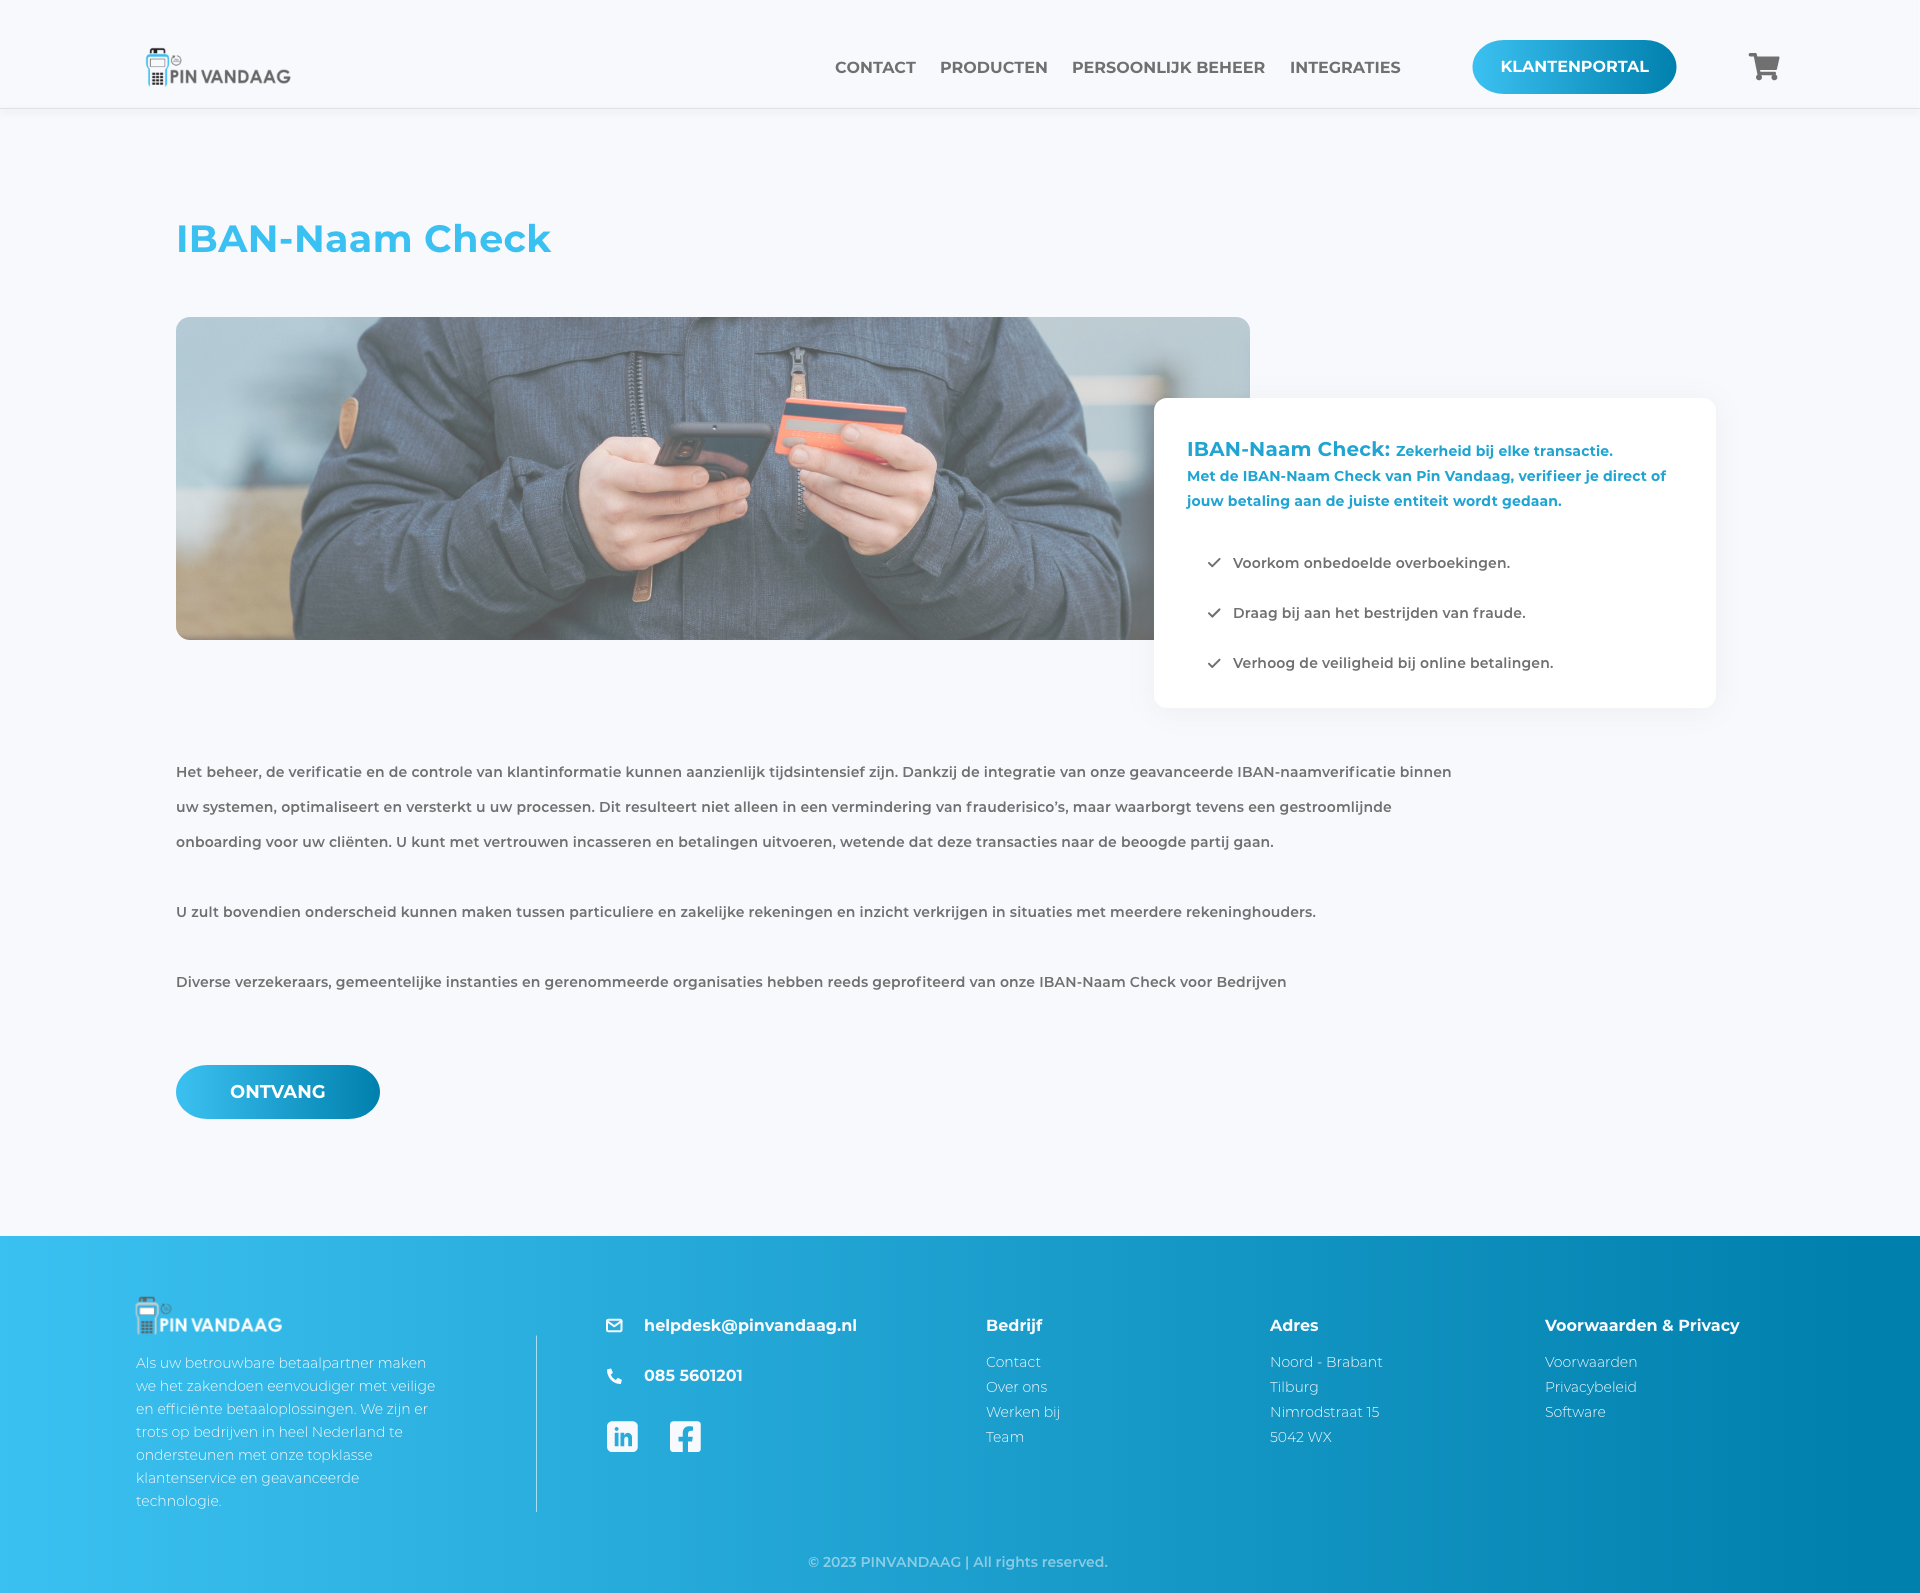 PIN VANDAAG
CONTACT PRODUCTEN PERSOONLIJK BEHEER INTEGRATIES KLANTENPORTAL
IBAN-Naam Check
IBAN-Naam Check: Zekerheid bij elke transactie.
Met de IBAN-Naam Check van Pin Vandaag, verifieer je direct of
jouw betaling aan de juiste entiteit wordt gedaan.
Voorkom onbedoelde overboekingen.
Draag bij aan het bestrijden van fraude.
Verhoog de veiligheid bij online betalingen.
Het beheer, de verificatie en de controle van klantinformatie kunnen aanzienlijk tijdsintensief zijn. Dankzij de integratie van onze geavanceerde IBAN-naamverificatie binnen
uw systemen, optimaliseert en versterkt u uw processen. Dit resulteert niet alleen in een vermindering van frauderisico's, maar waarborgt tevens een gestroomlijnde
onboarding voor uw cliënten. U kunt met vertrouwen incasseren en betalingen uitvoeren, wetende dat deze transacties naar de beoogde partij gaan.
U zult bovendien onderscheid kunnen maken tussen particuliere en zakelijke rekeningen en inzicht verkrijgen in situaties met meerdere rekeninghouders.
Diverse verzekeraars, gemeentelijke instanties en gerenommeerde organisaties hebben reeds geprofiteerd van onze IBAN-Naam Check voor Bedrijven
ONTVANG
PIN VANDAAG
Als uw betrouwbare betaalpartner maken
we het zakendoen eenvoudiger met veilige
en efficiënte betaaloplossingen. We zijn er
trots op bedrijven in heel Nederland te
ondersteunen met onze topklasse
klantenservice en geavanceerde
technologie.
helpdesk@pinvandaag.nl
085 5601201
Bedrijf
Contact
Over ons
Werken bij
Team
Adres
Noord - Brabant
Tilburg
Nimrodstraat 15
5042 WX
Voorwaarden & Privacy
Voorwaarden
Privacybeleid
Software
© 2023 PINVANDAAG | All rights reserved.